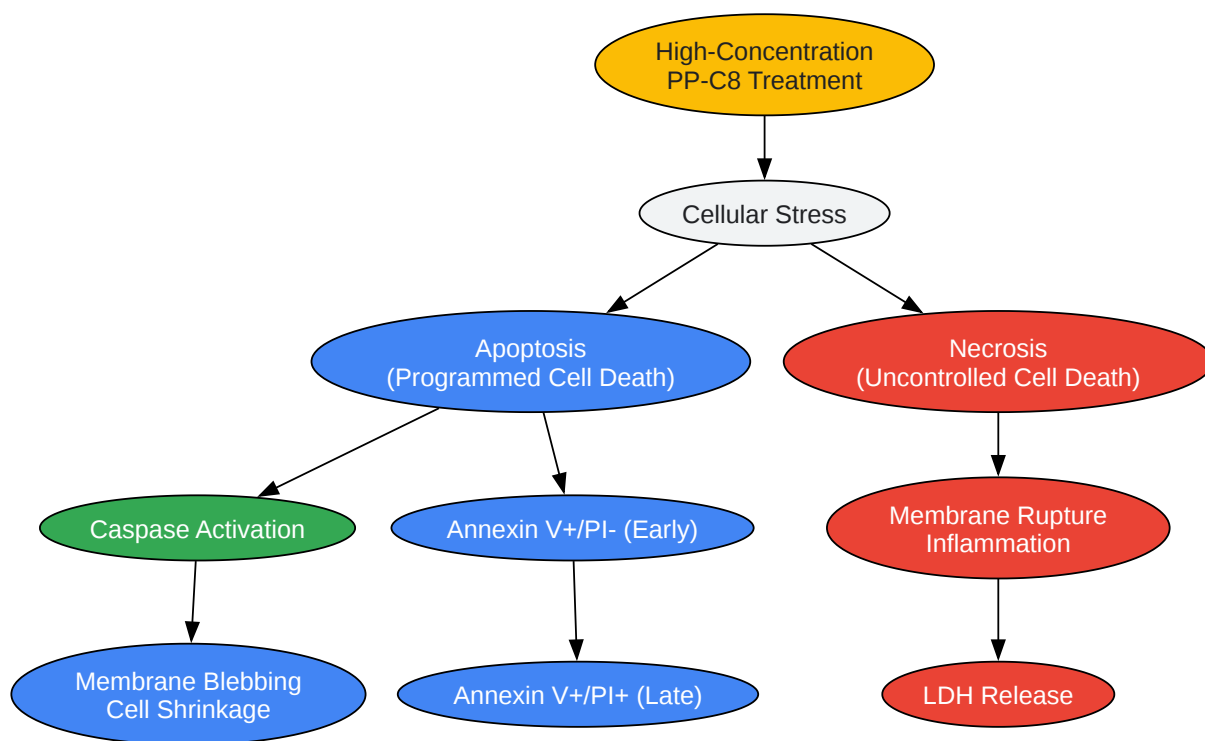 High-Concentration
PP-C8 Treatment
Cellular Stress
Apoptosis
(Programmed Cell Death)
Necrosis
(Uncontrolled Cell Death)
Caspase Activation
Annexin V+/PI- (Early)
Membrane Rupture
Inflammation
Membrane Blebbing
Cell Shrinkage
Annexin V+/PI+ (Late)
LDH Release